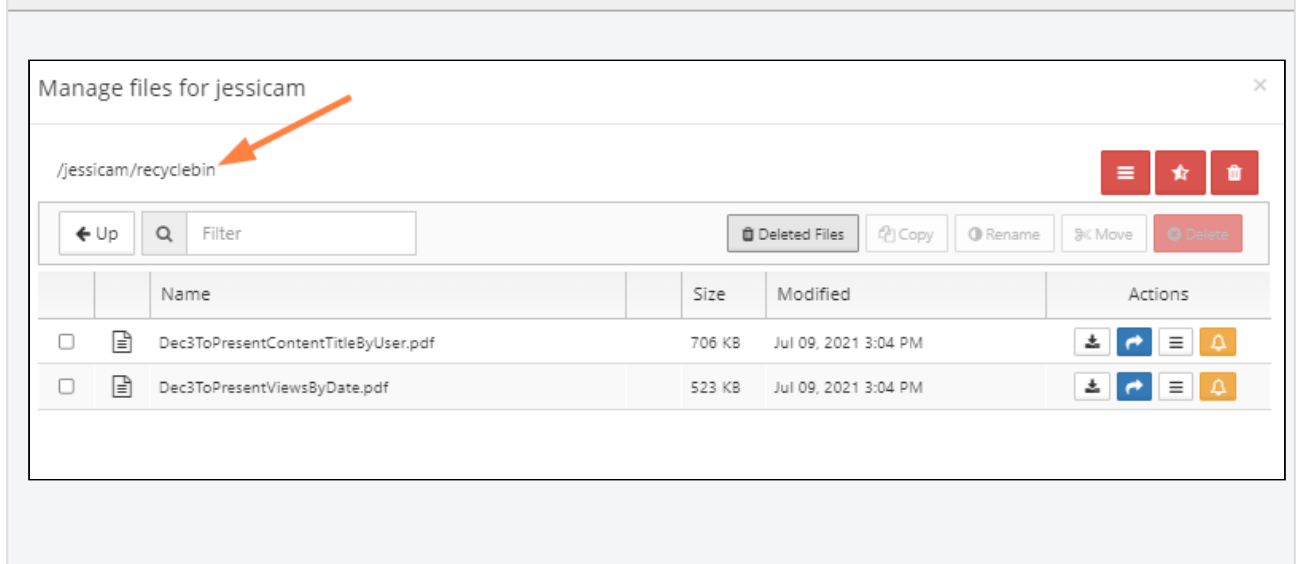 Manage files for jessicam
/jessicam/recyclebin
Up Filter Deleted Files Copy Rename Move Delete
Name Size Modified Actions
Dec3ToPresentContentTitleByUser.pdf 706 KB Jul 09, 2021 3:04 PM
Dec3ToPresentViewsByDate.pdf 523 KB Jul 09, 2021 3:04 PM